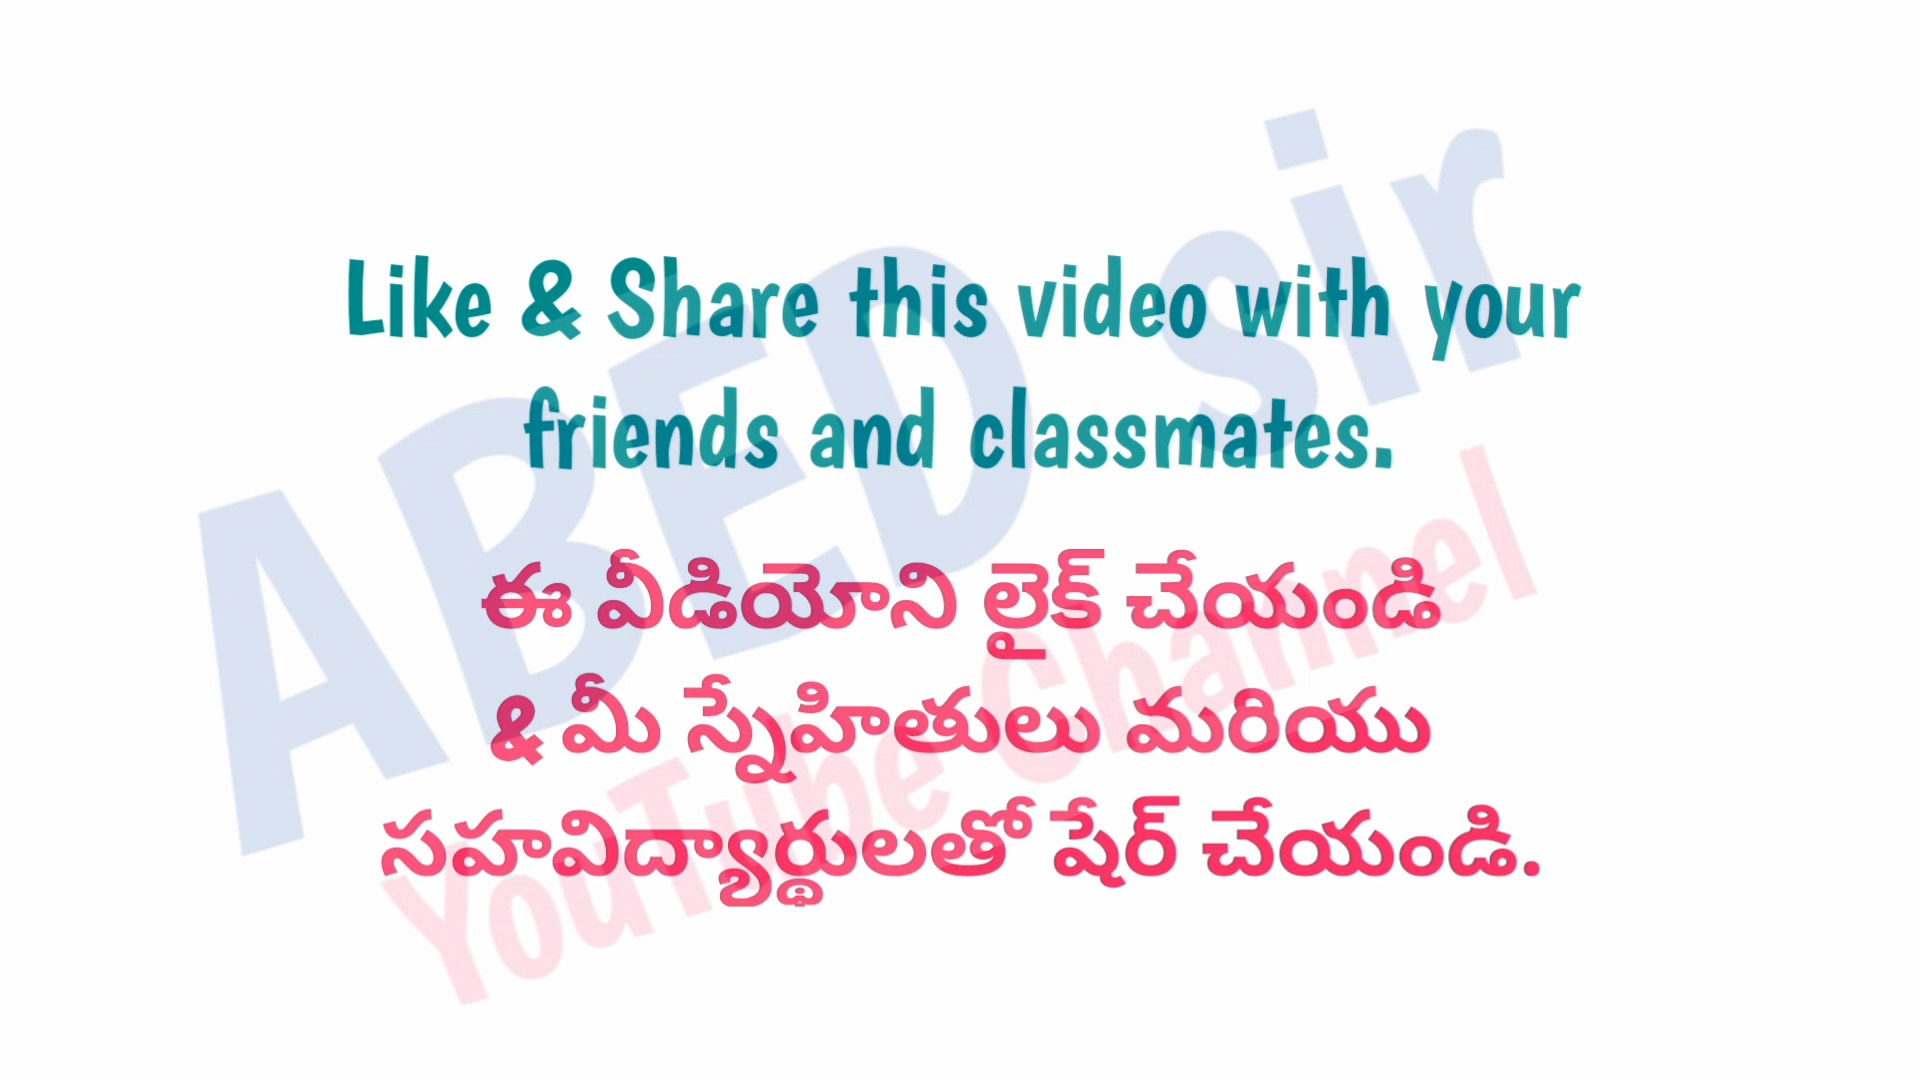 Like & Share this video with your
friends and classmates.
ఈ వీడియోని లైక్ చేయండి
& మీ స్నేహితులు మరియు
సహవిద్యార్థులతో షేర్ చేయండి.
ABED sir
YouTube Channel